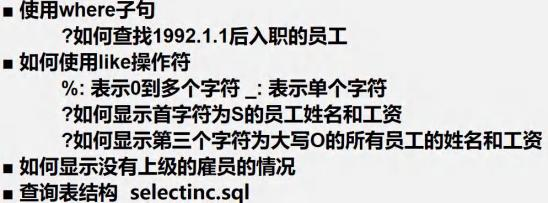 ■ 使用where子句
?如何查找1992.1.1后入职的员工
■ 如何使用like操作符
%: 表示0到多个字符 _: 表示单个字符
?如何显示首字符为S的员工姓名和工资
?如何显示第三个字符为大写O的所有员工的姓名和工资
■ 如何显示没有上级的雇员的情况
■ 查询表结构 selectinc.sql